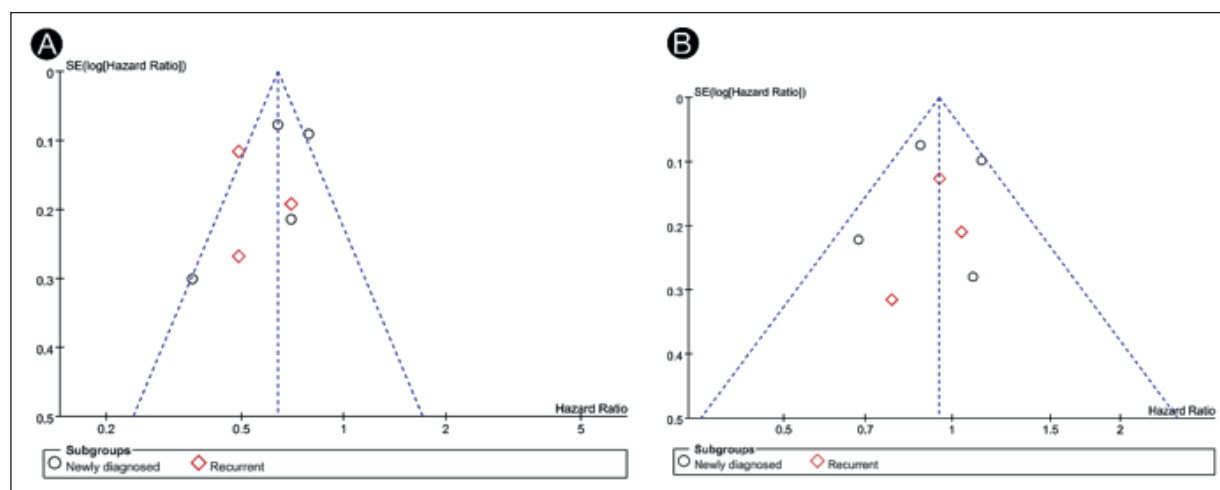 A
SE(log[Hazard Ratio])
0
0.1
0.2
0.3
0.4
0.5
Hazard Ratio
0.2 0.5 1 2 5
Subgroups
Newly diagnosed Recurrent
B
SE(log[Hazard Ratio])
0
0.1
0.2
0.3
0.4
0.5
Hazard Ratio
0.5 0.7 1 1.5 2
Subgroups
Newly diagnosed Recurrent